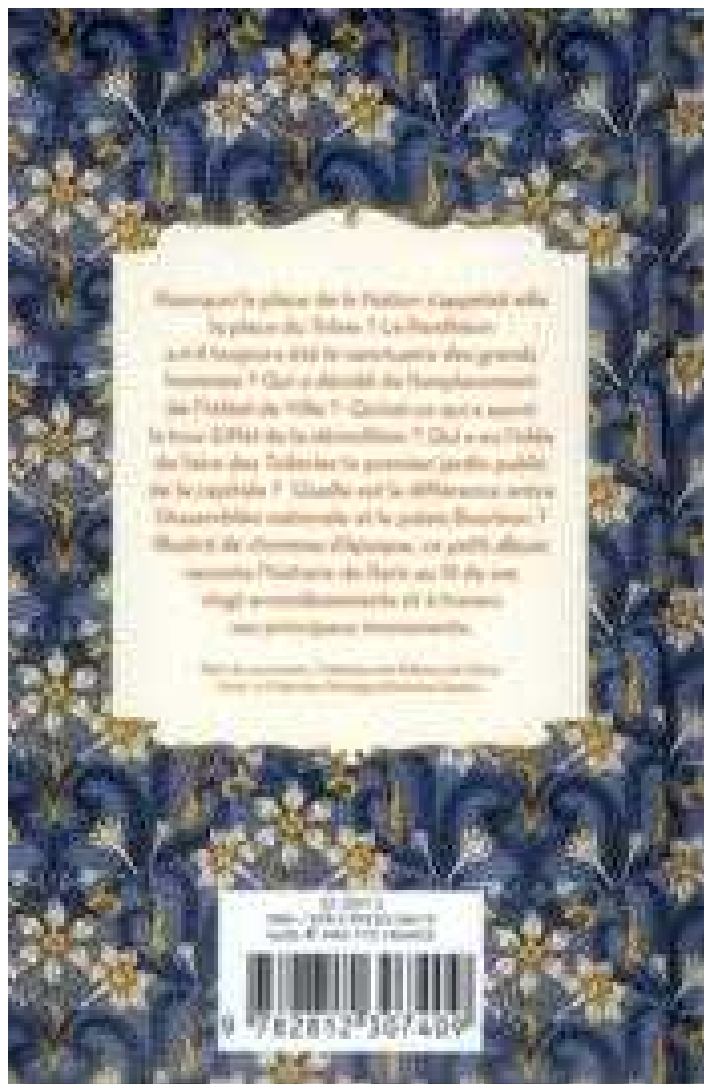 Pourquoi la place de la Nation s'appelait-elle
la place du Trône ? Le Panthéon
a-t-il toujours été le sanctuaire des grands
hommes ? Qui a décidé de l'emplacement
de l'Hôtel de Ville ? Qu'est-ce qui a sauvé
la tour Eiffel de la démolition ? Qui a eu l'idée
de faire des Tuileries le premier jardin public
de la capitale ? Quelle est la différence entre
l'Assemblée nationale et le palais Bourbon ?
Illustré de chromos d'époque, ce petit album
raconte l'histoire de Paris au fil de ses
vingt arrondissements et à travers
ses principaux monuments.
9 782812 307409